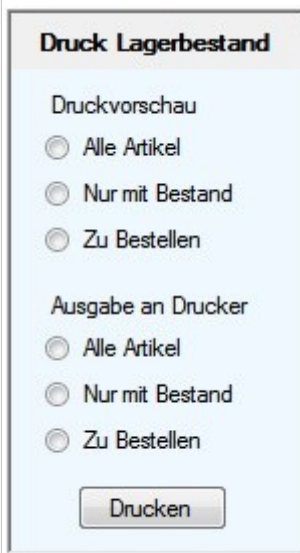 Druck Lagerbestand
Druckvorschau
Alle Artikel
Nur mit Bestand
Zu Bestellen
Ausgabe an Drucker
Alle Artikel
Nur mit Bestand
Zu Bestellen
Drucken